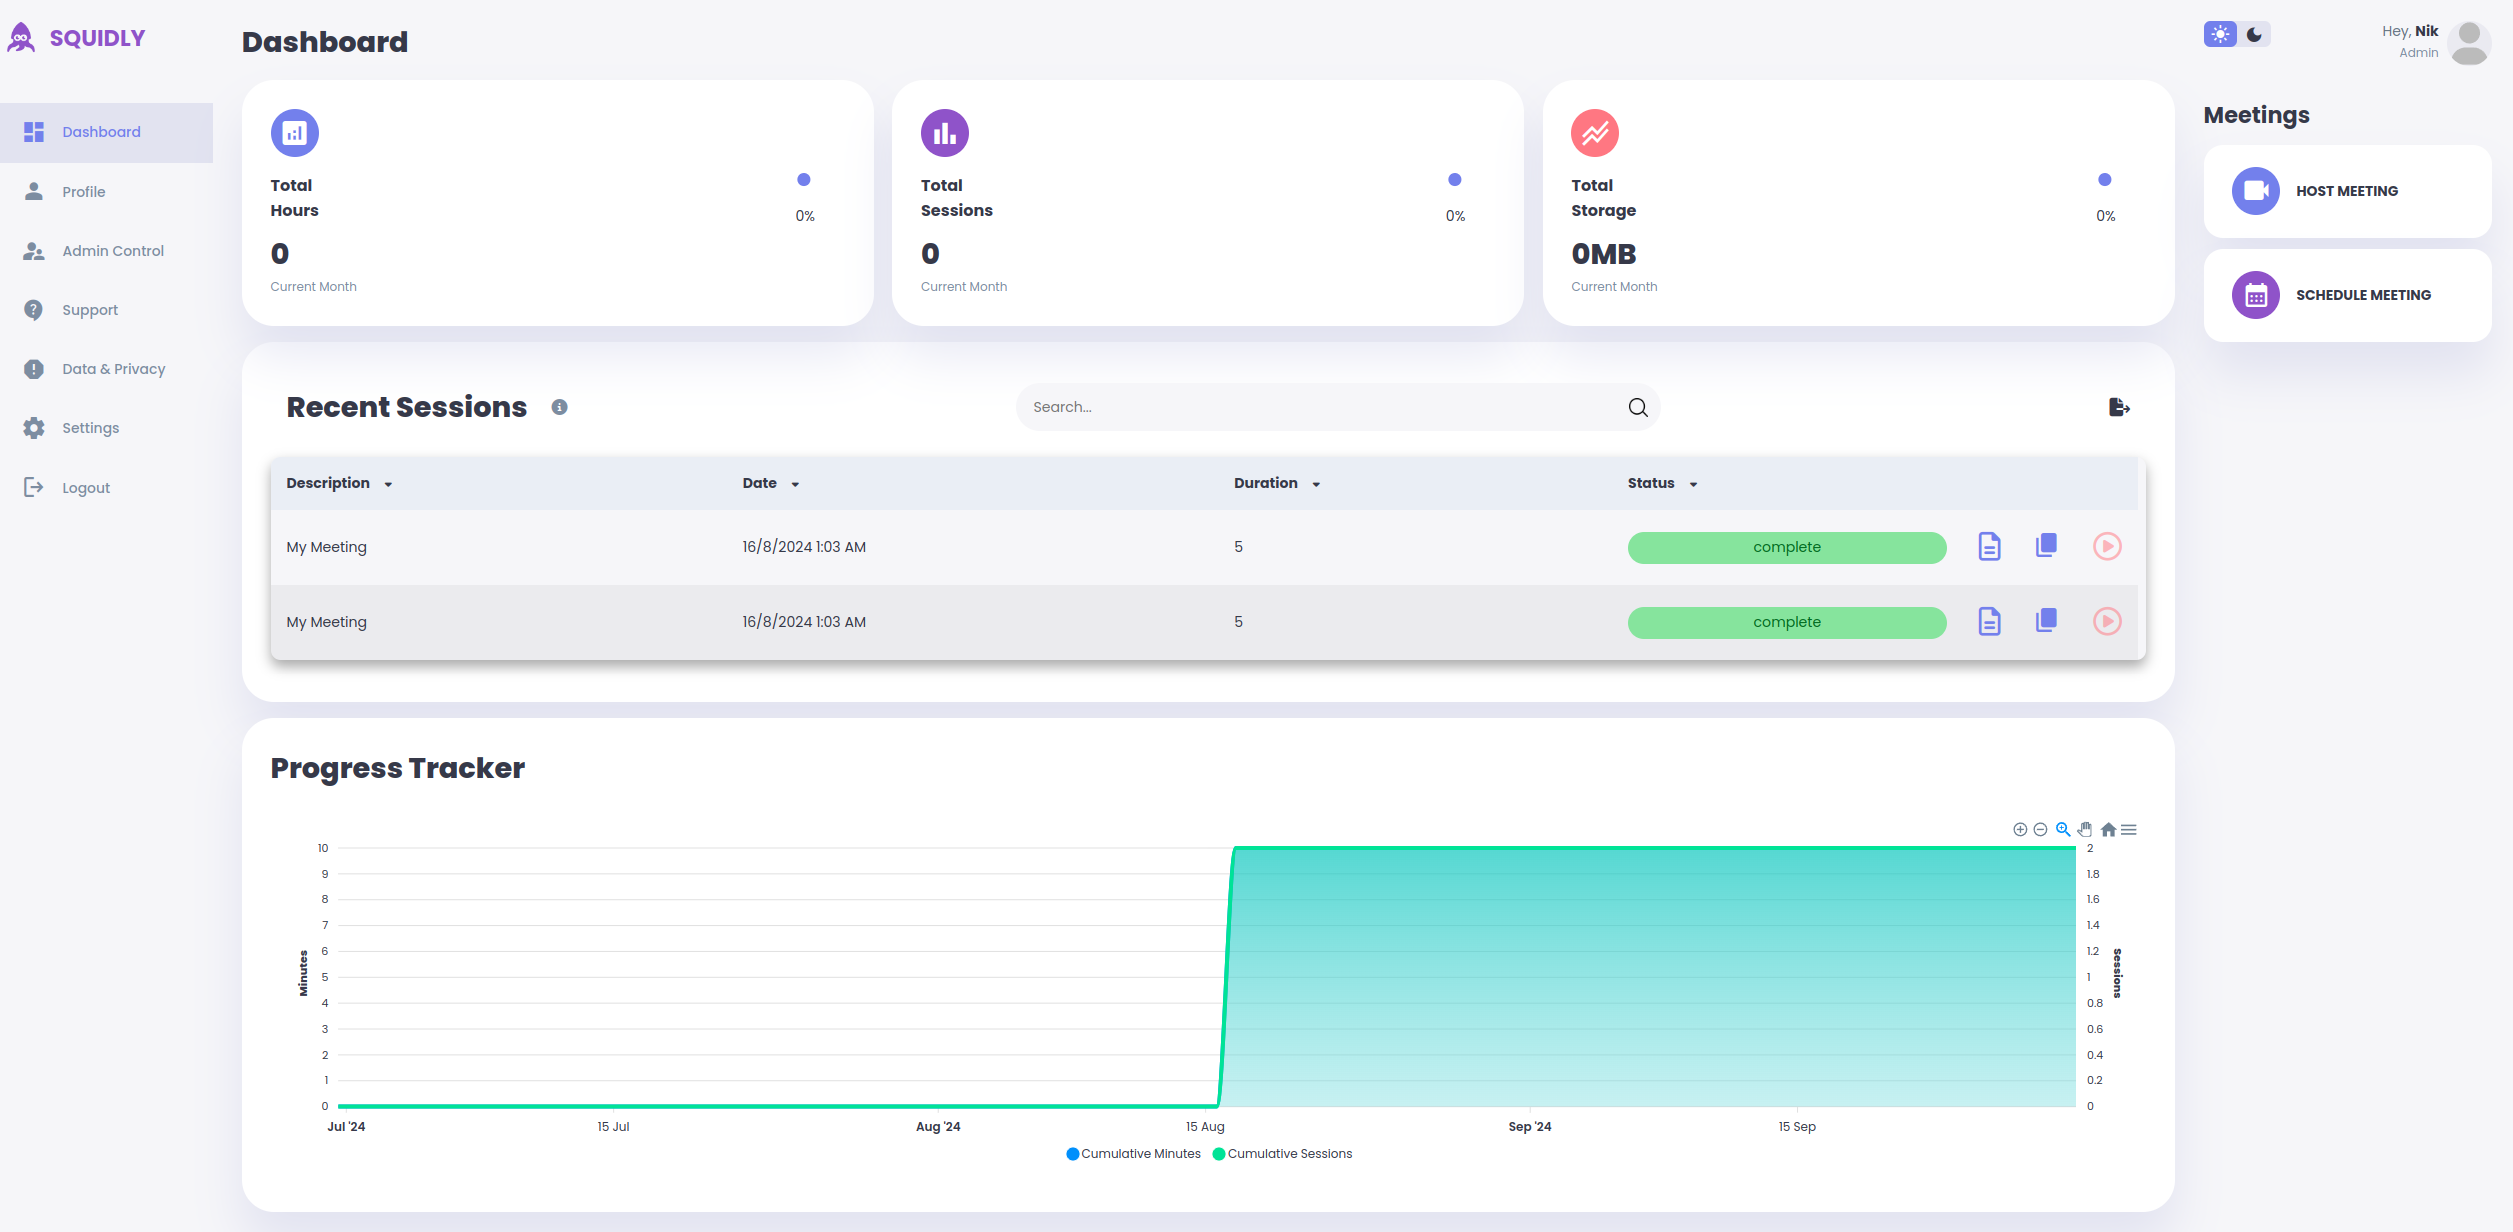 SQUIDLY
Dashboard
Profile
Admin Control
Support
Data & Privacy
Settings
Logout
Dashboard
Total
Hours
0
Current Month
0%
Total
Sessions
0
Current Month
0%
Total
Storage
0MB
Current Month
0%
Hey, Nik
Admin
Meetings
HOST MEETING
SCHEDULE MEETING
Recent Sessions
Search...
Description Date Duration Status
My Meeting 16/8/2024 1:03 AM 5 complete
My Meeting 16/8/2024 1:03 AM 5 complete
Progress Tracker
Minutes
10
9
8
7
6
5
4
3
2
1
0
2
1.8
1.6
1.4
1.2
1
0.8
0.6
0.4
0.2
0
Sessions
Jul '24 15 Jul Aug '24 15 Aug Sep '24 15 Sep
Cumulative Minutes Cumulative Sessions